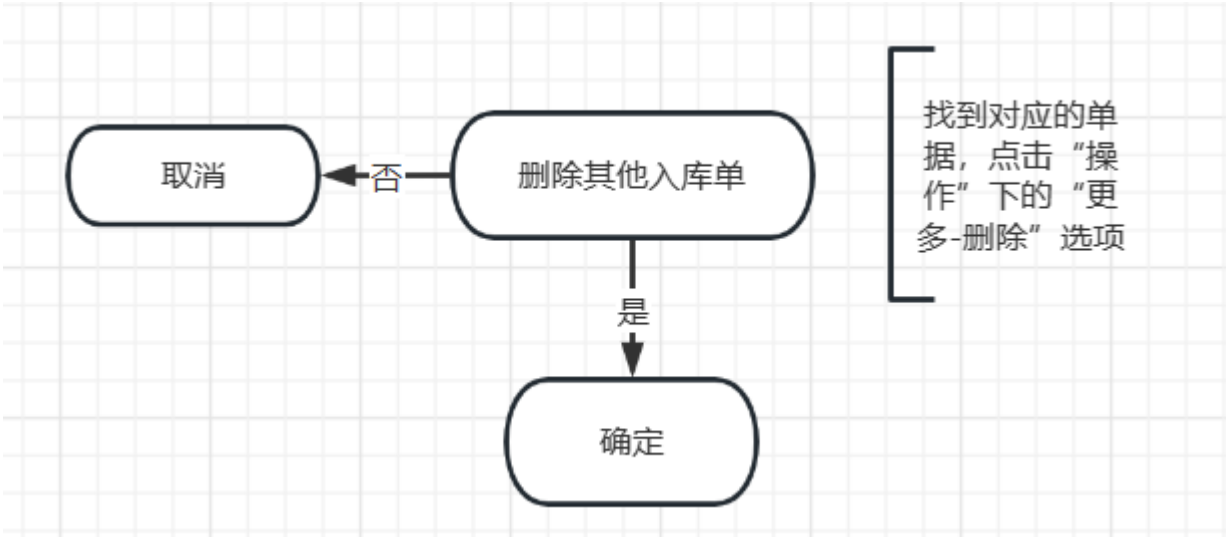 取消
否
删除其他入库单
找到对应的单
据，点击“操
作”下的“更
多-删除”选项
是
确定